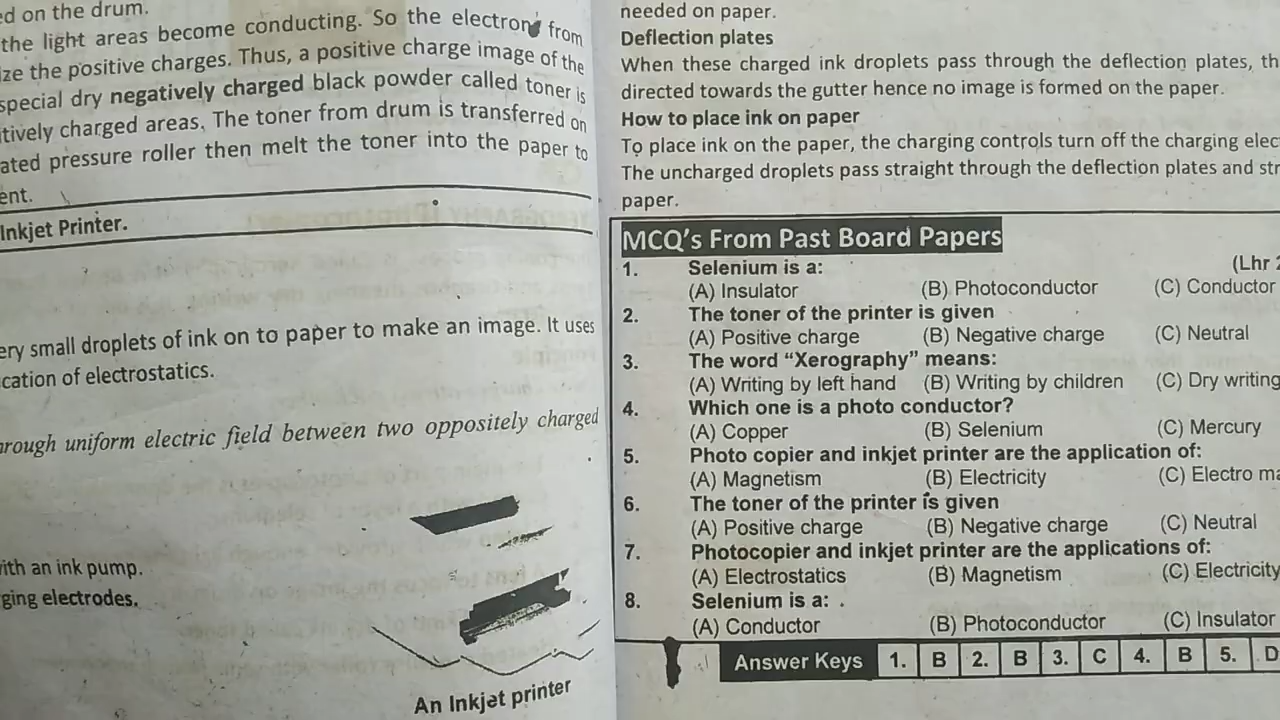 ed on the drum.
the light areas become conducting. So the electron from
ize the positive charges. Thus, a positive charge image of the
special dry negatively charged black powder called toner is
itively charged areas. The toner from drum is transferred on
ated pressure roller then melt the toner into the paper to
ent.
Inkjet Printer.
ery small droplets of ink on to paper to make an image. It uses
cation of electrostatics.
hrough uniform electric field between two oppositely charged
with an ink pump.
ging electrodes.
An Inkjet printer
needed on paper.
Deflection plates
When these charged ink droplets pass through the deflection plates, th
directed towards the gutter hence no image is formed on the paper.
How to place ink on paper
To place ink on the paper, the charging controls turn off the charging elec
The uncharged droplets pass straight through the deflection plates and str
paper.
MCQ's From Past Board Papers
1. Selenium is a: (Lhr
(A) Insulator (B) Photoconductor (C) Conductor
2. The toner of the printer is given
(A) Positive charge (B) Negative charge (C) Neutral
3. The word “Xerography” means:
(A) Writing by left hand (B) Writing by children (C) Dry writing
4. Which one is a photo conductor?
(A) Copper (B) Selenium (C) Mercury
5. Photo copier and inkjet printer are the application of:
(A) Magnetism (B) Electricity (C) Electro ma
6. The toner of the printer is given
(A) Positive charge (B) Negative charge (C) Neutral
7. Photocopier and inkjet printer are the applications of:
(A) Electrostatics (B) Magnetism (C) Electricity
8. Selenium is a:
(A) Conductor (B) Photoconductor (C) Insulator
Answer Keys 1. B 2. B 3. C 4. B 5. D